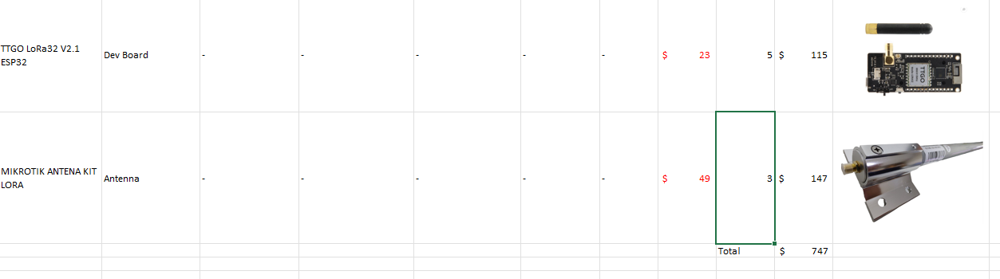 TTGO LoRa32 V2.1
ESP32
Dev Board - - - - - $ 23 5 $ 115
TTGO
MIKROTIK ANTENA KIT
LORA
Antenna - - - - - $ 49 3 $ 147
Total $ 747